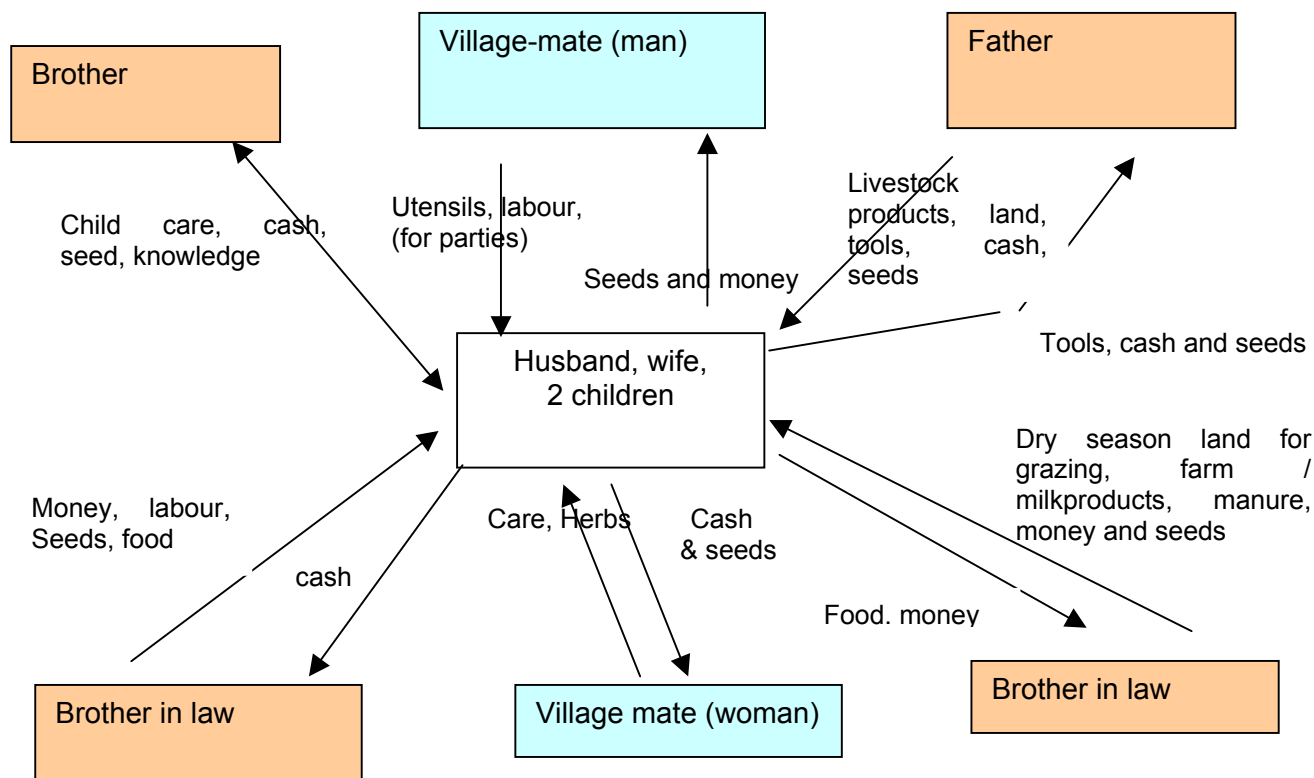 Brother
Village-mate (man)
Father
Child care, cash,
seed, knowledge
Utensils, labour,
(for parties)
Seeds and money
Livestock
products, land,
tools, cash,
seeds
Tools, cash and seeds
Husband, wife,
2 children
Money, labour,
Seeds, food
cash
Care, Herbs
Cash
& seeds
Dry season land for
grazing, farm /
milkproducts, manure,
money and seeds
Food. money
Brother in law
Village mate (woman)
Brother in law